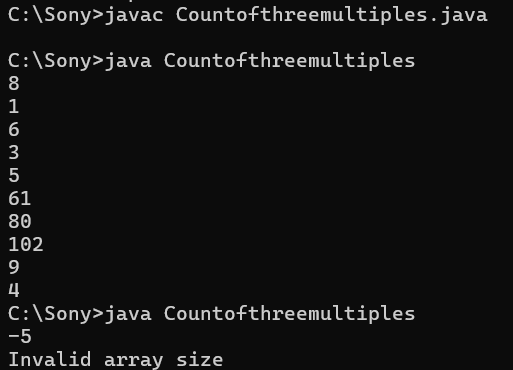 C:\Sony>javac Countofthreemultiples.java
C:\Sony>java Countofthreemultiples
8
1
6
3
5
61
80
102
9
4
C:\Sony>java Countofthreemultiples
-5
Invalid array size